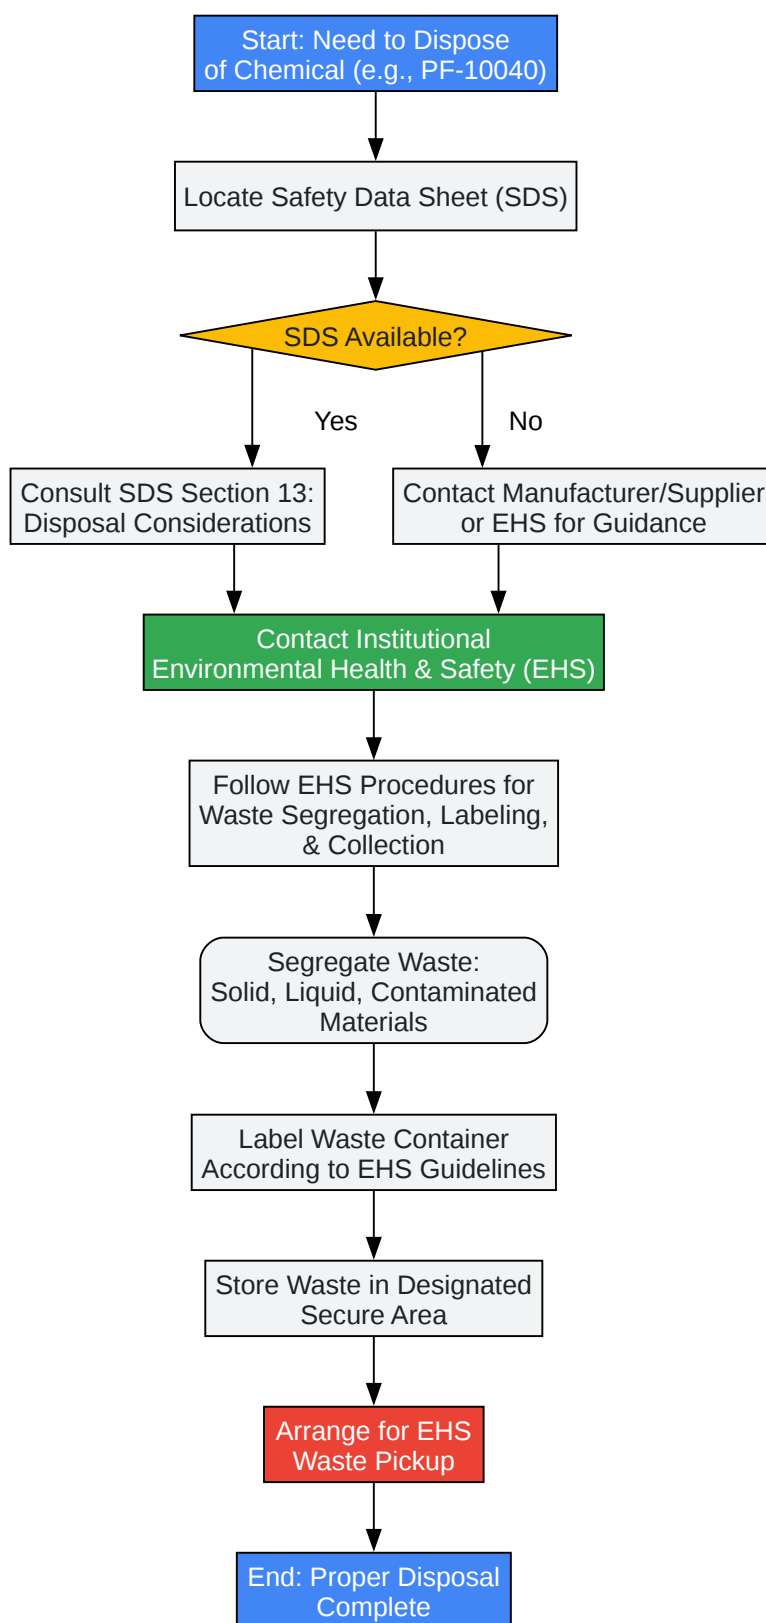 Start: Need to Dispose
of Chemical (e.g., PF-10040)
Locate Safety Data Sheet (SDS)
SDS Available?
Yes
No
Consult SDS Section 13:
Disposal Considerations
Contact Manufacturer/Supplier
or EHS for Guidance
Contact Institutional
Environmental Health & Safety (EHS)
Follow EHS Procedures for
Waste Segregation, Labeling,
& Collection
Segregate Waste:
Solid, Liquid, Contaminated
Materials
Label Waste Container
According to EHS Guidelines
Store Waste in Designated
Secure Area
Arrange for EHS
Waste Pickup
End: Proper Disposal
Complete